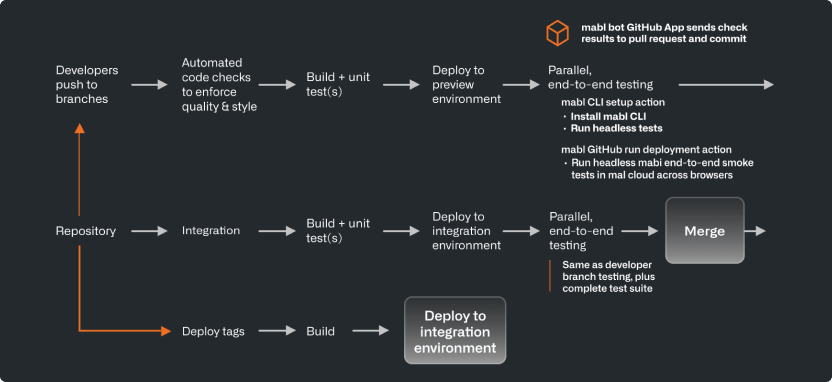 mabl bot GitHub App sends check
results to pull request and commit
Developers
push to
branches
Automated
code checks
to enforce
quality & style
Build + unit
test(s)
Deploy to
preview
environment
Parallel,
end-to-end testing
mabl CLI setup action
• Install mabl CLI
• Run headless tests
mabl GitHub run deployment action
• Run headless mabi end-to-end smoke
tests in mal cloud across browsers
Repository
Integration
Build + unit
test(s)
Deploy to
integration
environment
Parallel,
end-to-end
testing
Merge
Same as developer
branch testing, plus
complete test suite
Deploy tags
Build
Deploy to
integration
environment